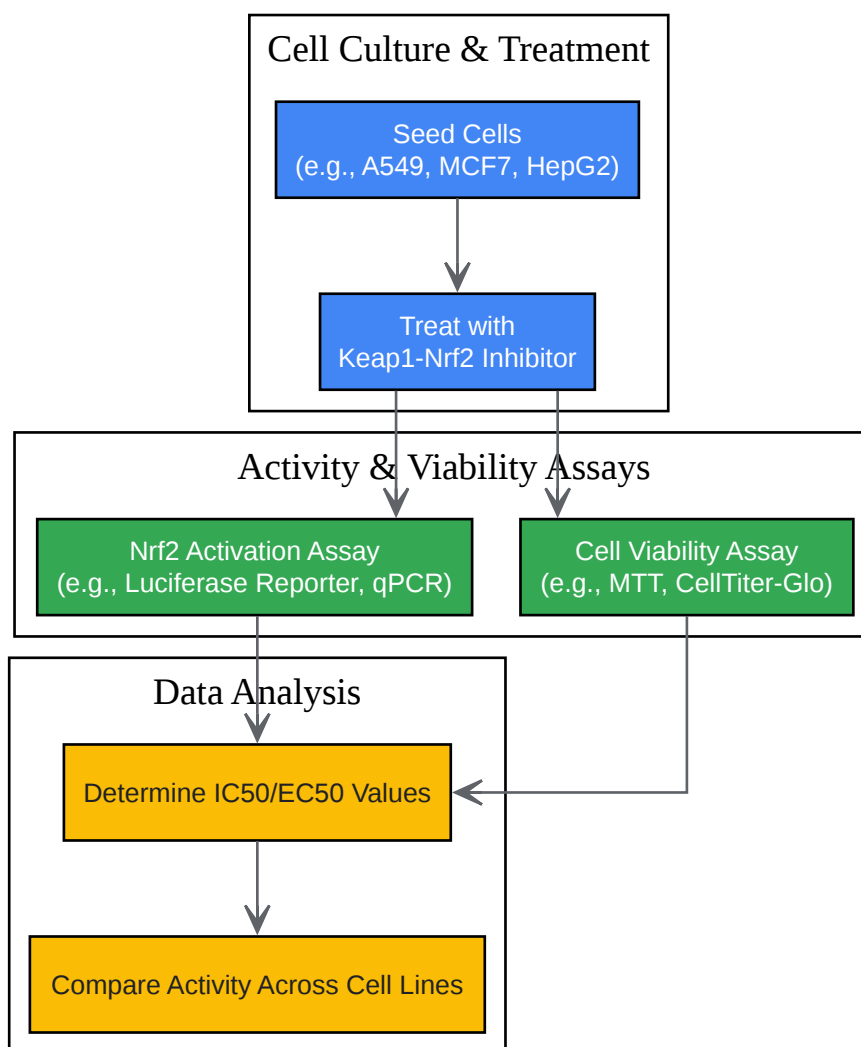 Cell Culture & Treatment
Seed Cells
(e.g., A549, MCF7, HepG2)
Treat with
Keap1-Nrf2 Inhibitor
Activity & Viability Assays
Nrf2 Activation Assay
(e.g., Luciferase Reporter, qPCR)
Cell Viability Assay
(e.g., MTT, CellTiter-Glo)
Data Analysis
Determine IC50/EC50 Values
Compare Activity Across Cell Lines